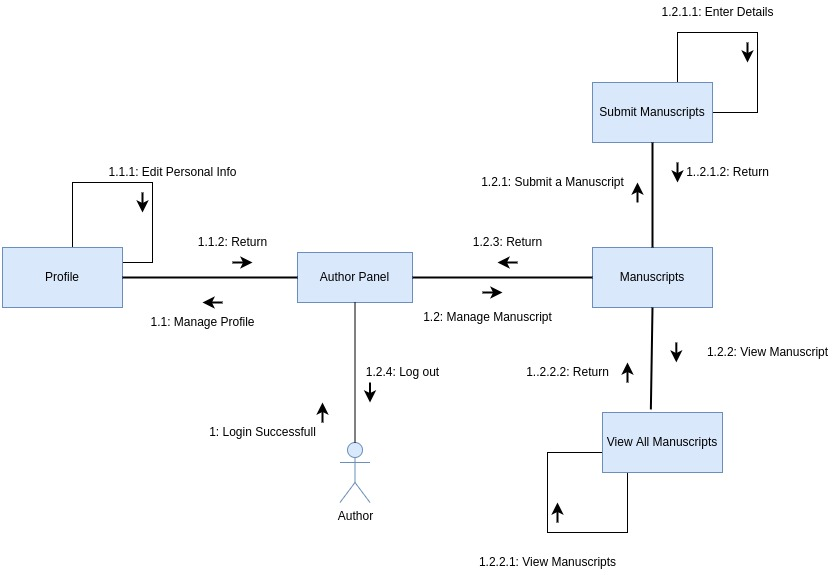 1.2.1.1: Enter Details
Submit Manuscripts
1.1.1: Edit Personal Info
1.2.1: Submit a Manuscript
1..2.1.2: Return
1.1.2: Return
1.2.3: Return
Profile
Author Panel
Manuscripts
1.1: Manage Profile
1.2: Manage Manuscript
1.2.2: View Manuscript
1.2.4: Log out
1..2.2.2: Return
1: Login Successfull
View All Manuscripts
Author
1.2.2.1: View Manuscripts